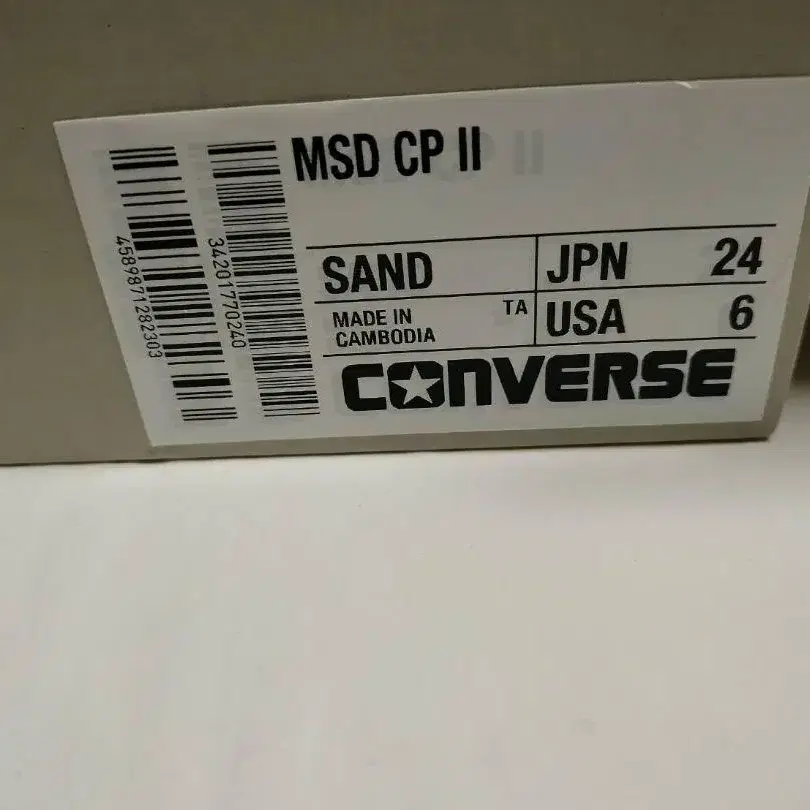 MSD CP II
SAND
JPN 24
MADE IN
CAMBODIA
TA
USA 6
CONVERSE
4589871282303
34201770240